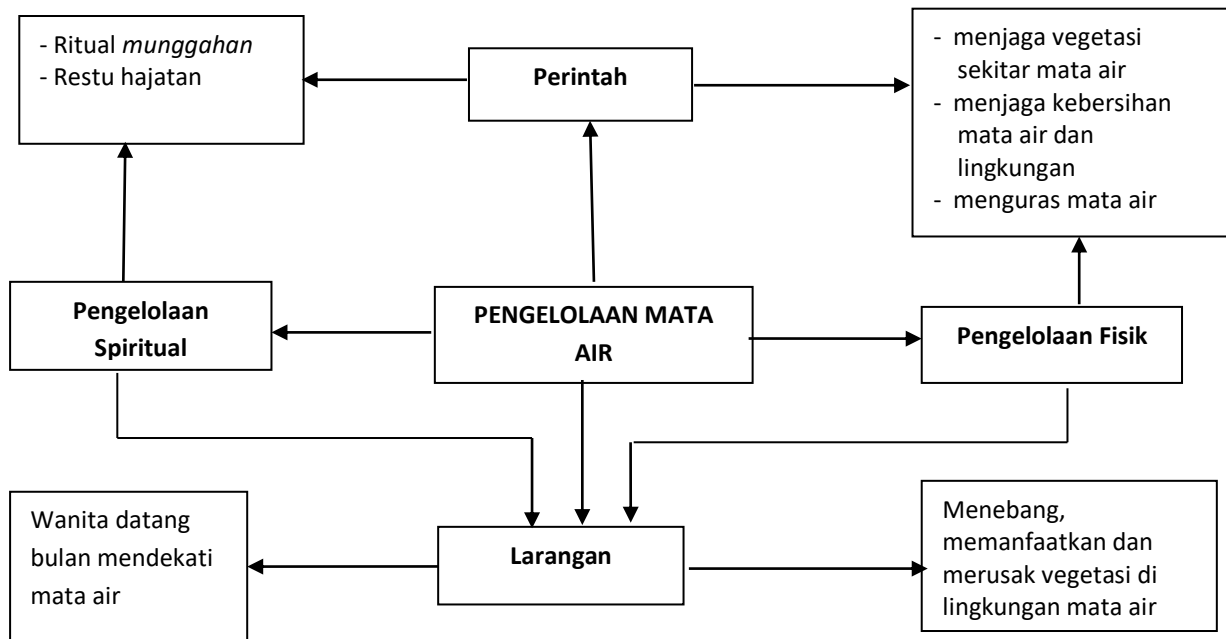 - Ritual munggahan
- Restu hajatan
Perintah
- menjaga vegetasi
sekitar mata air
- menjaga kebersihan
mata air dan
lingkungan
- menguras mata air
Pengelolaan
Spiritual
PENGELOLAAN MATA
AIR
Pengelolaan Fisik
Wanita datang
bulan mendekati
mata air
Larangan
Menebang,
memanfaatkan dan
merusak vegetasi di
lingkungan mata air